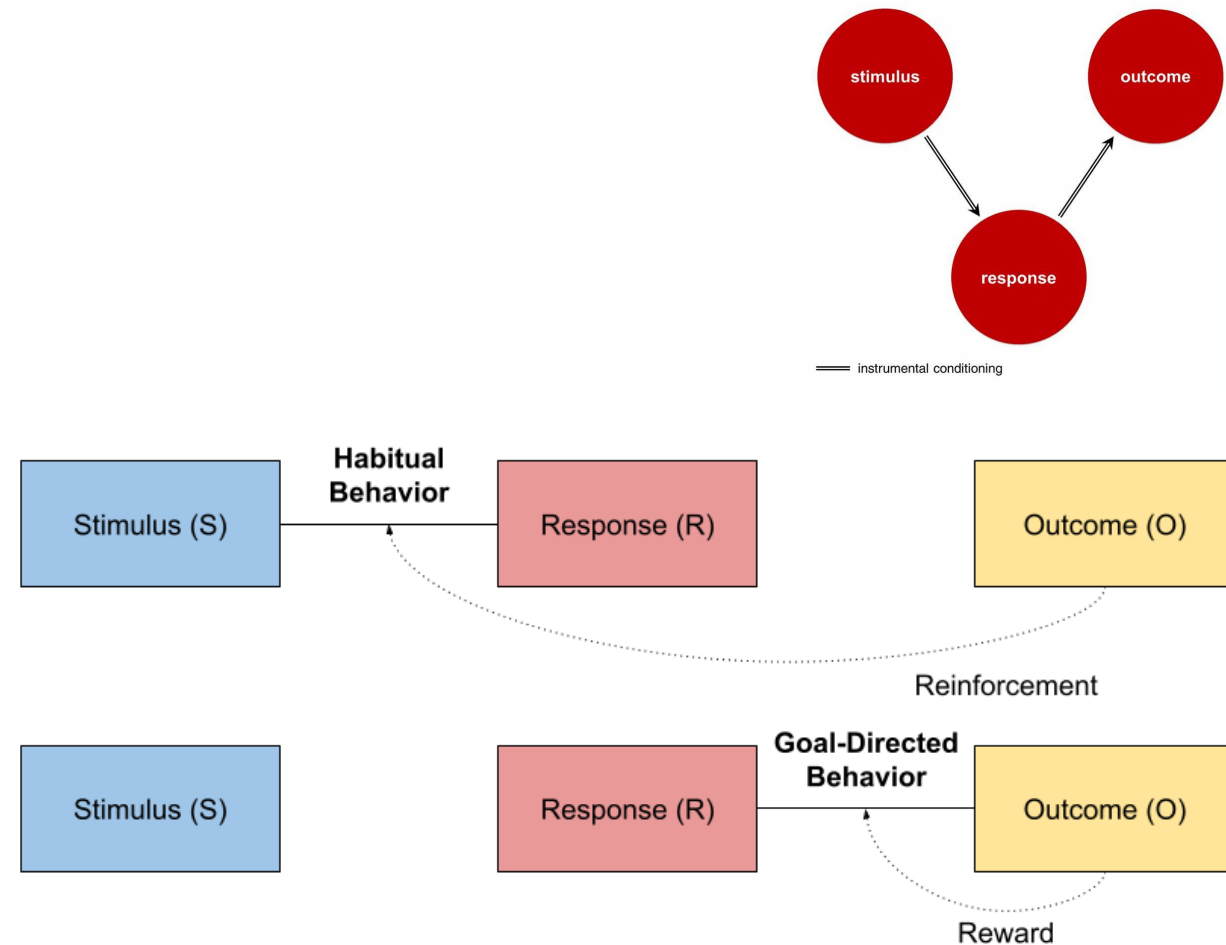 stimulus
outcome
response
instrumental conditioning
Habitual
Behavior
Stimulus (S)
Response (R)
Outcome (O)
Reinforcement
Goal-Directed
Behavior
Stimulus (S)
Response (R)
Outcome (O)
Reward